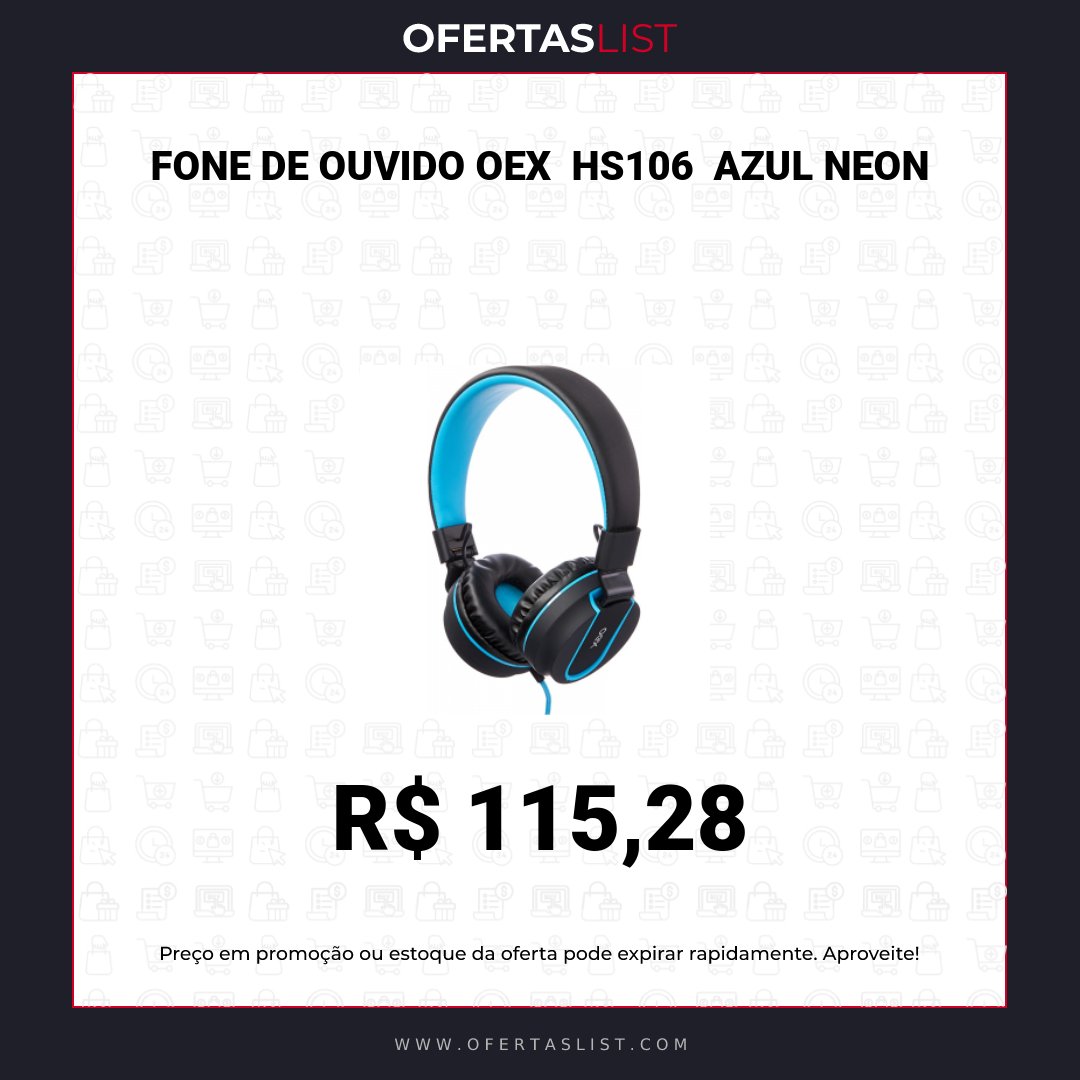 OFERTASLIST
FONE DE OUVIDO OEX HS106 AZUL NEON
OEX
R$ 115,28
Preço em promoção ou estoque da oferta pode expirar rapidamente. Aproveite!
WWW.OFERTASLIST.COM